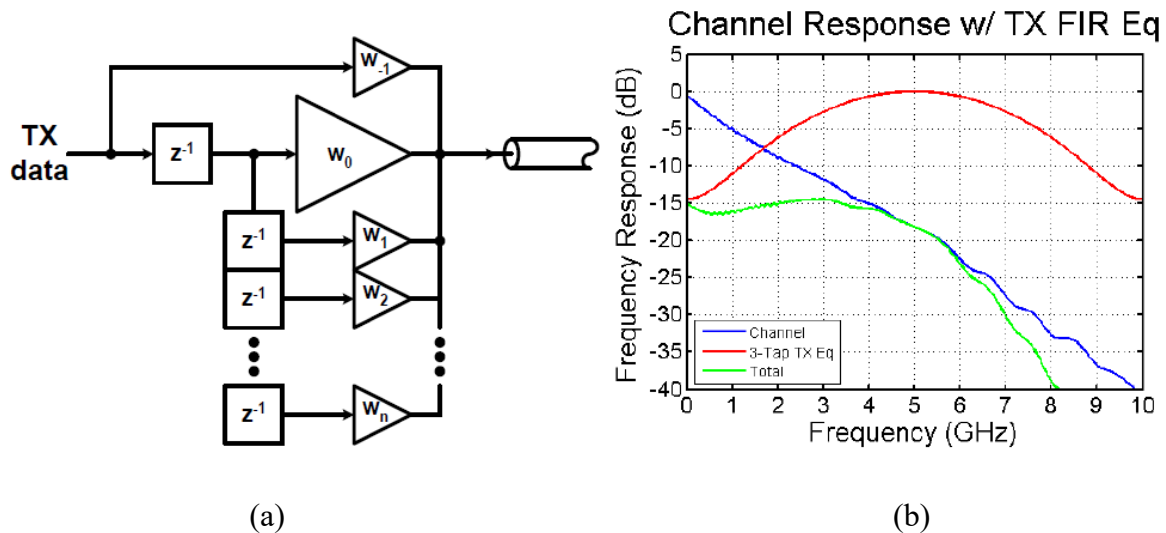 TX
data
z-1
w-1
w0
z-1
w1
z-1
w2
z-1
wn
(a)
Channel Response w/ TX FIR Eq
Frequency Response (dB)
5
0
-5
-10
-15
-20
-25
-30
-35
-40
Channel
3-Tap TX Eq
Total
0 1 2 3 4 5 6 7 8 9 10
Frequency (GHz)
(b)